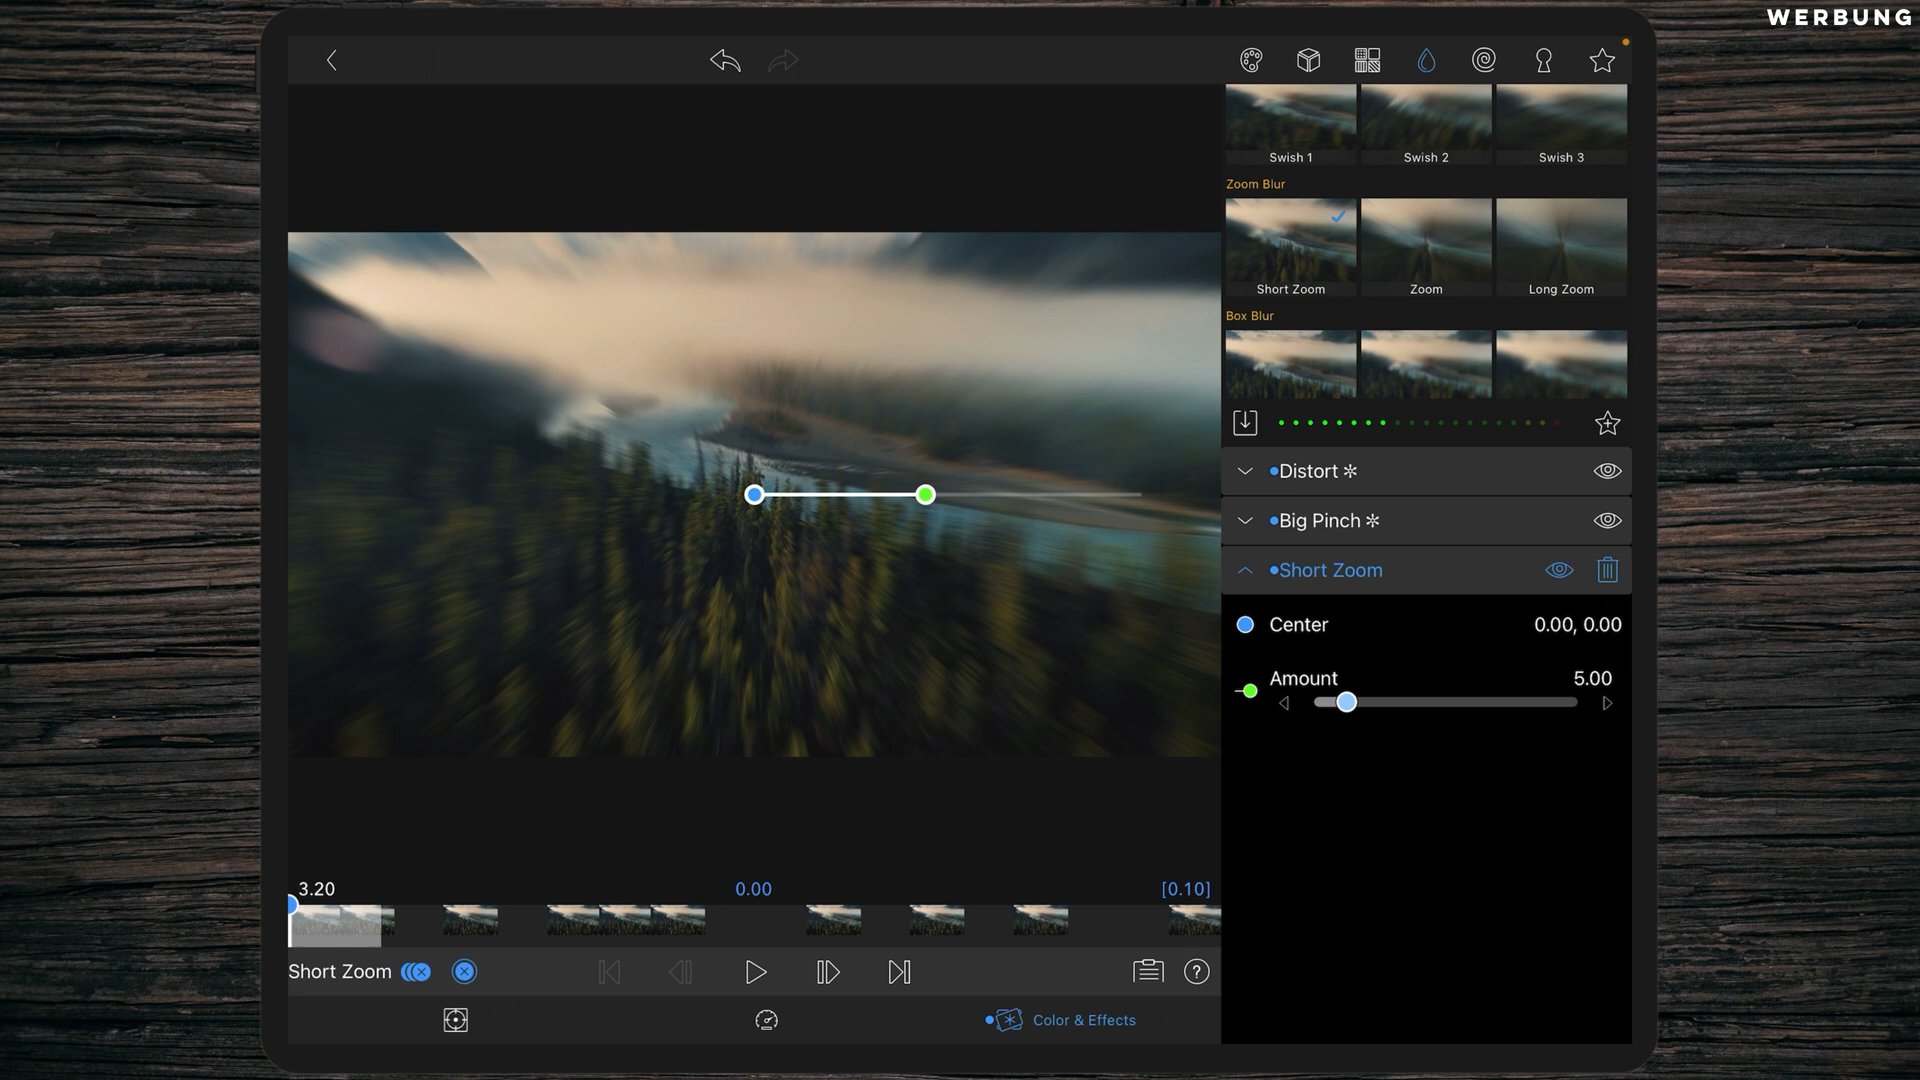 WERBUNG
Swish 1
Swish 2
Swish 3
Zoom Blur
Short Zoom
Zoom
Long Zoom
Box Blur
Distort ✻
Big Pinch ✻
Short Zoom
Center 0.00, 0.00
Amount 5.00
3.20 0.00 [0.10]
Short Zoom
?
Color & Effects